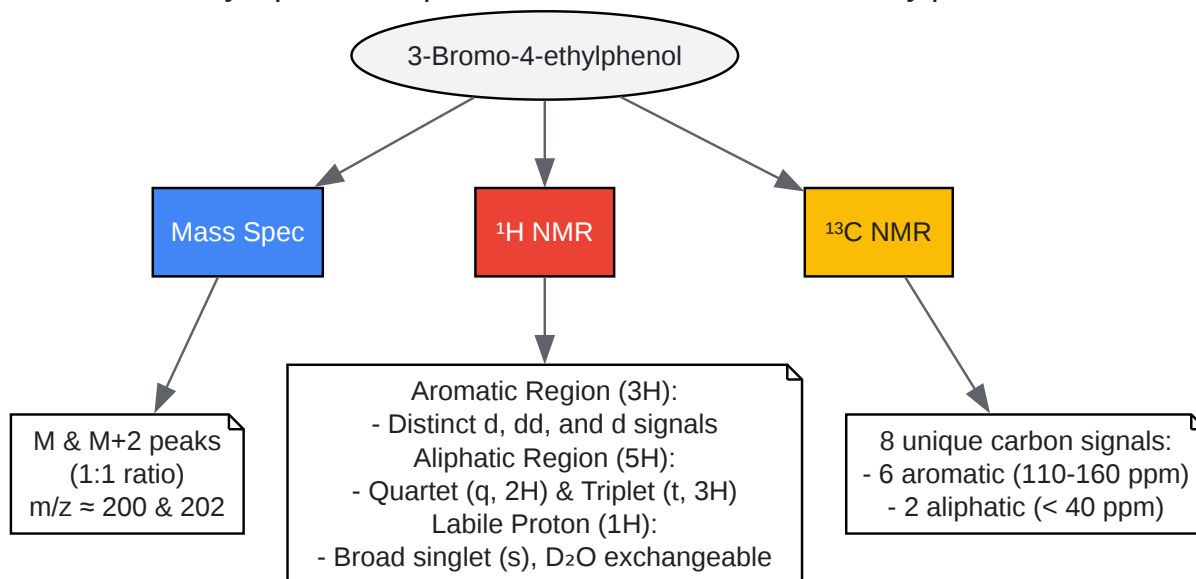 3-Bromo-4-ethylphenol
Mass Spec
¹H NMR
¹³C NMR
M & M+2 peaks
(1:1 ratio)
m/z ≈ 200 & 202
Aromatic Region (3H):
- Distinct d, dd, and d signals
Aliphatic Region (5H):
- Quartet (q, 2H) & Triplet (t, 3H)
Labile Proton (1H):
- Broad singlet (s), D₂O exchangeable
8 unique carbon signals:
- 6 aromatic (110-160 ppm)
- 2 aliphatic (< 40 ppm)